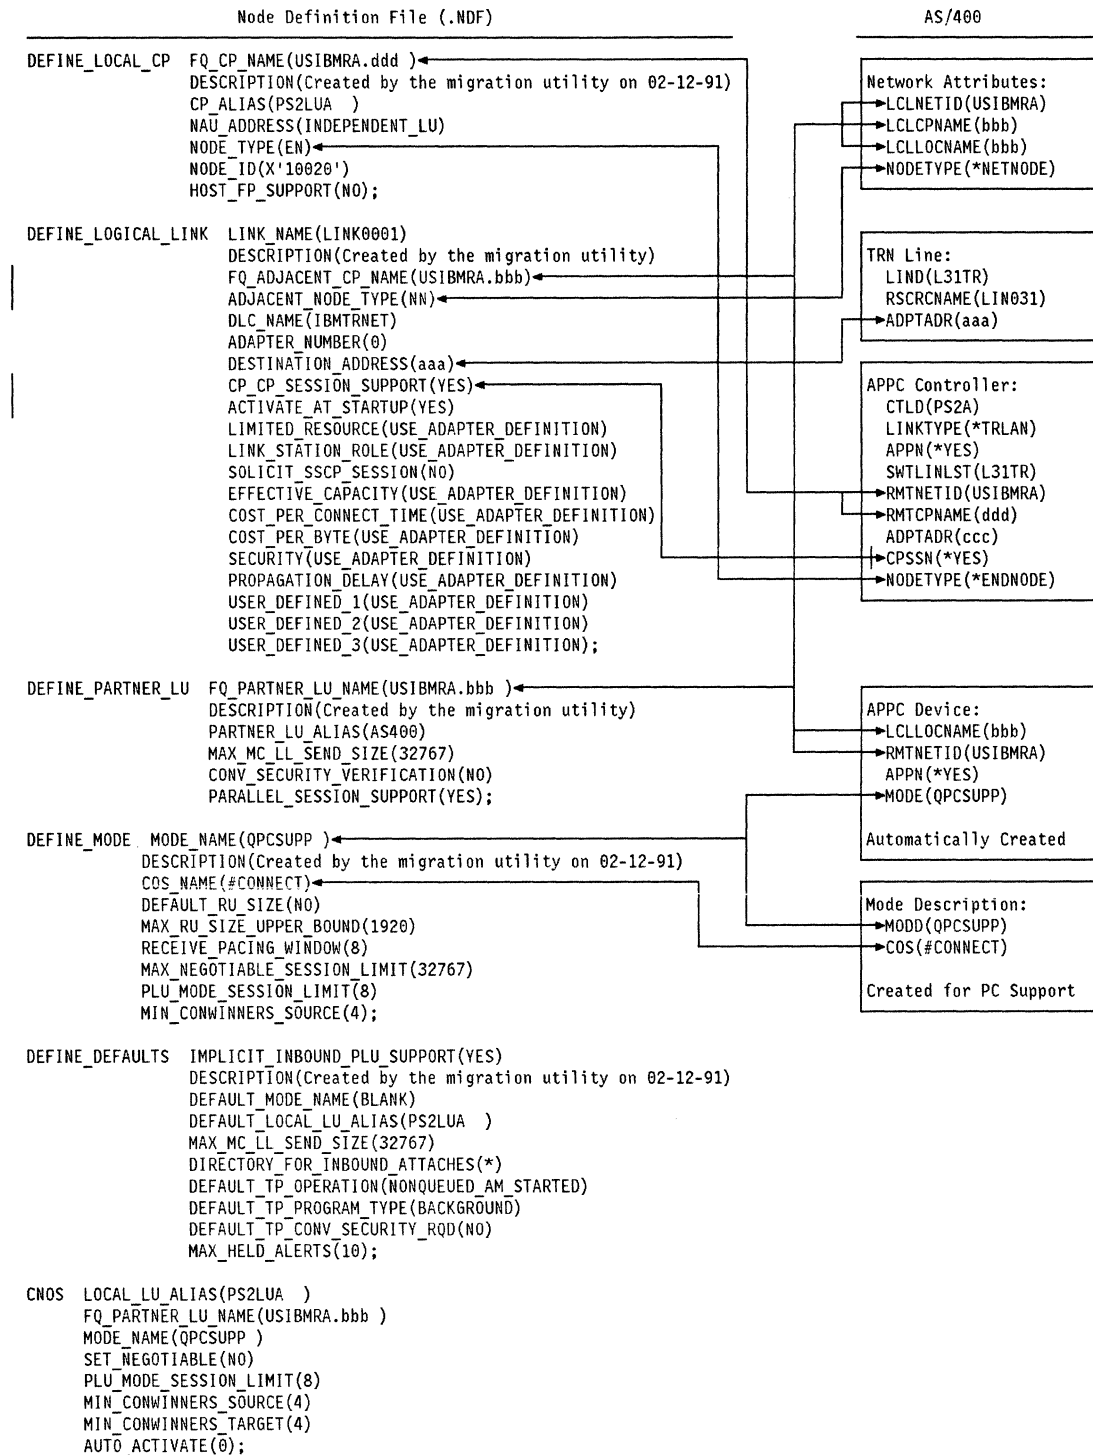 Node Definition File (.NDF)
AS/400
DEFINE_LOCAL_CP FQ_CP_NAME(USIBMRA.ddd )
DESCRIPTION(Created by the migration utility on 02-12-91)
CP_ALIAS(PS2LUA )
NAU_ADDRESS(INDEPENDENT_LU)
NODE_TYPE(EN)
NODE_ID(X'10020')
HOST_FP_SUPPORT(NO);
DEFINE_LOGICAL_LINK LINK_NAME(LINK0001)
DESCRIPTION(Created by the migration utility)
FQ_ADJACENT_CP_NAME(USIBMRA.bbb)
ADJACENT_NODE_TYPE(NN)
DLC_NAME(IBMTRNET)
ADAPTER_NUMBER(0)
DESTINATION_ADDRESS(aaa)
CP_CP_SESSION_SUPPORT(YES)
ACTIVATE_AT_STARTUP(YES)
LIMITED_RESOURCE(USE_ADAPTER_DEFINITION)
LINK_STATION_ROLE(USE_ADAPTER_DEFINITION)
SOLICIT_SSCP_SESSION(NO)
EFFECTIVE_CAPACITY(USE_ADAPTER_DEFINITION)
COST_PER_CONNECT_TIME(USE_ADAPTER_DEFINITION)
COST_PER_BYTE(USE_ADAPTER_DEFINITION)
SECURITY(USE_ADAPTER_DEFINITION)
PROPAGATION_DELAY(USE_ADAPTER_DEFINITION)
USER_DEFINED_1(USE_ADAPTER_DEFINITION)
USER_DEFINED_2(USE_ADAPTER_DEFINITION)
USER_DEFINED_3(USE_ADAPTER_DEFINITION);
DEFINE_PARTNER_LU FQ_PARTNER_LU_NAME(USIBMRA.bbb )
DESCRIPTION(Created by the migration utility)
PARTNER_LU_ALIAS(AS400)
MAX_MC_LL_SEND_SIZE(32767)
CONV_SECURITY_VERIFICATION(NO)
PARALLEL_SESSION_SUPPORT(YES);
DEFINE_MODE MODE_NAME(QPCSUPP )
DESCRIPTION(Created by the migration utility on 02-12-91)
COS_NAME(#CONNECT)
DEFAULT_RU_SIZE(NO)
MAX_RU_SIZE_UPPER_BOUND(1920)
RECEIVE_PACING_WINDOW(8)
MAX_NEGOTIABLE_SESSION_LIMIT(32767)
PLU_MODE_SESSION_LIMIT(8)
MIN_CONWINNERS_SOURCE(4);
DEFINE_DEFAULTS IMPLICIT_INBOUND_PLU_SUPPORT(YES)
DESCRIPTION(Created by the migration utility on 02-12-91)
DEFAULT_MODE_NAME(BLANK)
DEFAULT_LOCAL_LU_ALIAS(PS2LUA )
MAX_MC_LL_SEND_SIZE(32767)
DIRECTORY_FOR_INBOUND_ATTACHES(*)
DEFAULT_TP_OPERATION(NONQUEUED_AM_STARTED)
DEFAULT_TP_PROGRAM_TYPE(BACKGROUND)
DEFAULT_TP_CONV_SECURITY_RQD(NO)
MAX_HELD_ALERTS(10);
CNOS LOCAL_LU_ALIAS(PS2LUA )
FQ_PARTNER_LU_NAME(USIBMRA.bbb )
MODE_NAME(QPCSUPP )
SET_NEGOTIABLE(NO)
PLU_MODE_SESSION_LIMIT(8)
MIN_CONWINNERS_SOURCE(4)
MIN_CONWINNERS_TARGET(4)
AUTO_ACTIVATE(0);
Network Attributes:
LCLNETID(USIBMRA)
LCLCPNAME(bbb)
LCLLOCNAME(bbb)
NODETYPE(*NETNODE)
TRN Line:
LIND(L31TR)
RSCRCNAME(LIN031)
ADPTADR(aaa)
APPC Controller:
CTLD(PS2A)
LINKTYPE(*TRLAN)
APPN(*YES)
SWTLINLST(L31TR)
RMTNETID(USIBMRA)
RMTCPNAME(ddd)
ADPTADR(ccc)
CPSSN(*YES)
NODETYPE(*ENDNODE)
APPC Device:
LCLLOCNAME(bbb)
RMTNETID(USIBMRA)
APPN(*YES)
MODE(QPCSUPP)
Automatically Created
Mode Description:
MODD(QPCSUPP)
COS(#CONNECT)
Created for PC Support